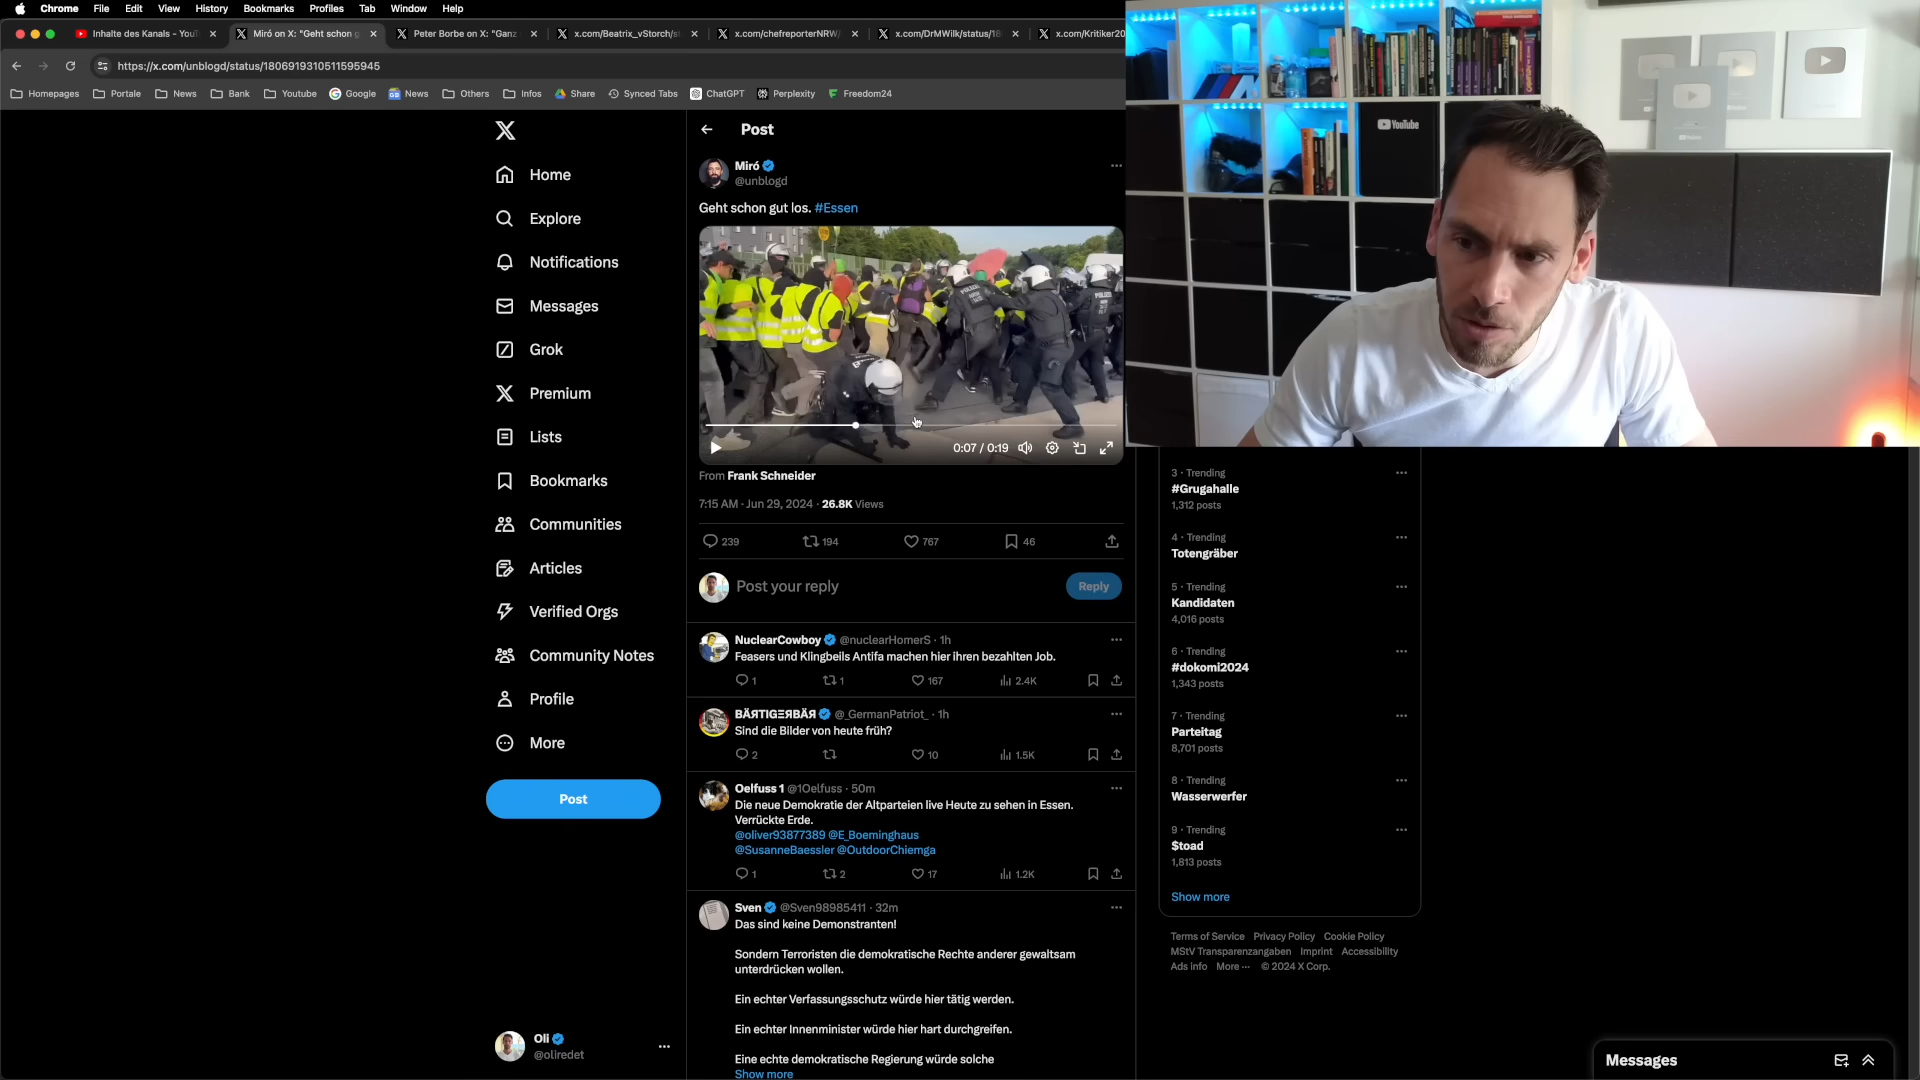 Chrome File Edit View History Bookmarks Profiles Tab Window Help
Inhalte des Kanals - YouT
Miró on X: "Geht schon g
Peter Borbe on X: "Ganz
x.com/Beatrix_vStorch/st
x.com/chefreporterNRW/
x.com/DrMWilk/status/18
x.com/Kritiker20
https://x.com/unblogd/status/1806919310511595945
Homepages Portale News Bank Youtube Google News Others Infos Share Synced Tabs ChatGPT Perplexity Freedom24
YouTube
Home
Explore
Notifications
Messages
Grok
Premium
Lists
Bookmarks
Communities
Articles
Verified Orgs
Community Notes
Profile
More
Post
Oli
@oliredet
Post
Miró
@unblogd
Geht schon gut los. #Essen
POLIZEI
POLIZEI
0:07 / 0:19
From Frank Schneider
7:15 AM · Jun 29, 2024 · 26.8K Views
239 194 767 46
Post your reply
Reply
NuclearCowboy @nuclearHomerS · 1h
Feasers und Klingbeils Antifa machen hier ihren bezahlten Job.
1 1 167 2.4K
BÄЯTIGΞЯBÄЯ @_GermanPatriot_ · 1h
Sind die Bilder von heute früh?
2 10 1.5K
Oelfuss 1 @1Oelfuss · 50m
Die neue Demokratie der Altparteien live Heute zu sehen in Essen.
Verrückte Erde.
@oliver93877389 @E_Boeminghaus
@SusanneBaessler @OutdoorChiemga
1 2 17 1.2K
Sven @Sven98985411 · 32m
Das sind keine Demonstranten!
Sondern Terroristen die demokratische Rechte anderer gewaltsam
unterdrücken wollen.
Ein echter Verfassungsschutz würde hier tätig werden.
Ein echter Innenminister würde hier hart durchgreifen.
Eine echte demokratische Regierung würde solche
Show more
3 · Trending
#Grugahalle
1,312 posts
4 · Trending
Totengräber
5 · Trending
Kandidaten
4,016 posts
6 · Trending
#dokomi2024
1,343 posts
7 · Trending
Parteitag
8,701 posts
8 · Trending
Wasserwerfer
9 · Trending
$toad
1,813 posts
Show more
Terms of Service Privacy Policy Cookie Policy
MStV Transparenzangaben Imprint Accessibility
Ads info More ··· © 2024 X Corp.
Messages